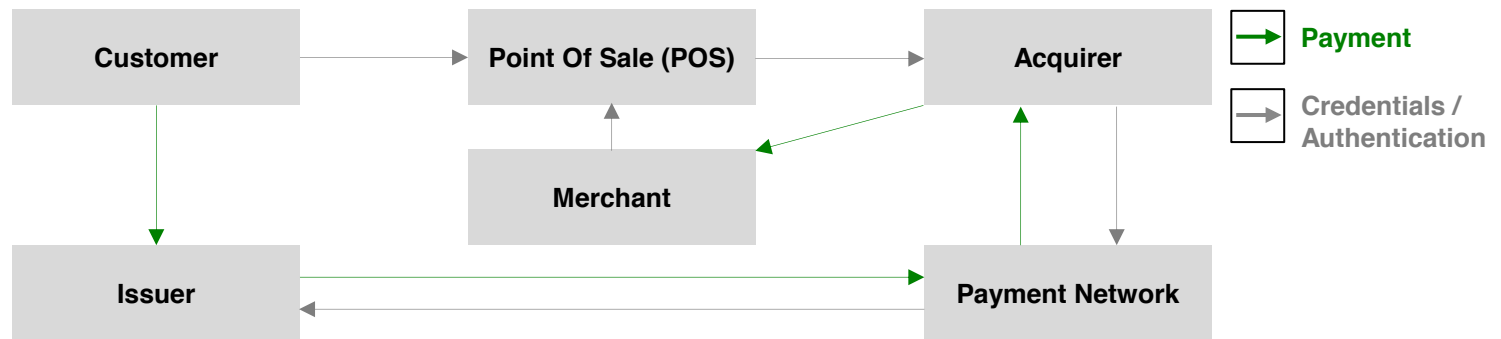 Customer
Point Of Sale (POS)
Acquirer
Payment
Credentials /
Authentication
Merchant
Issuer
Payment Network